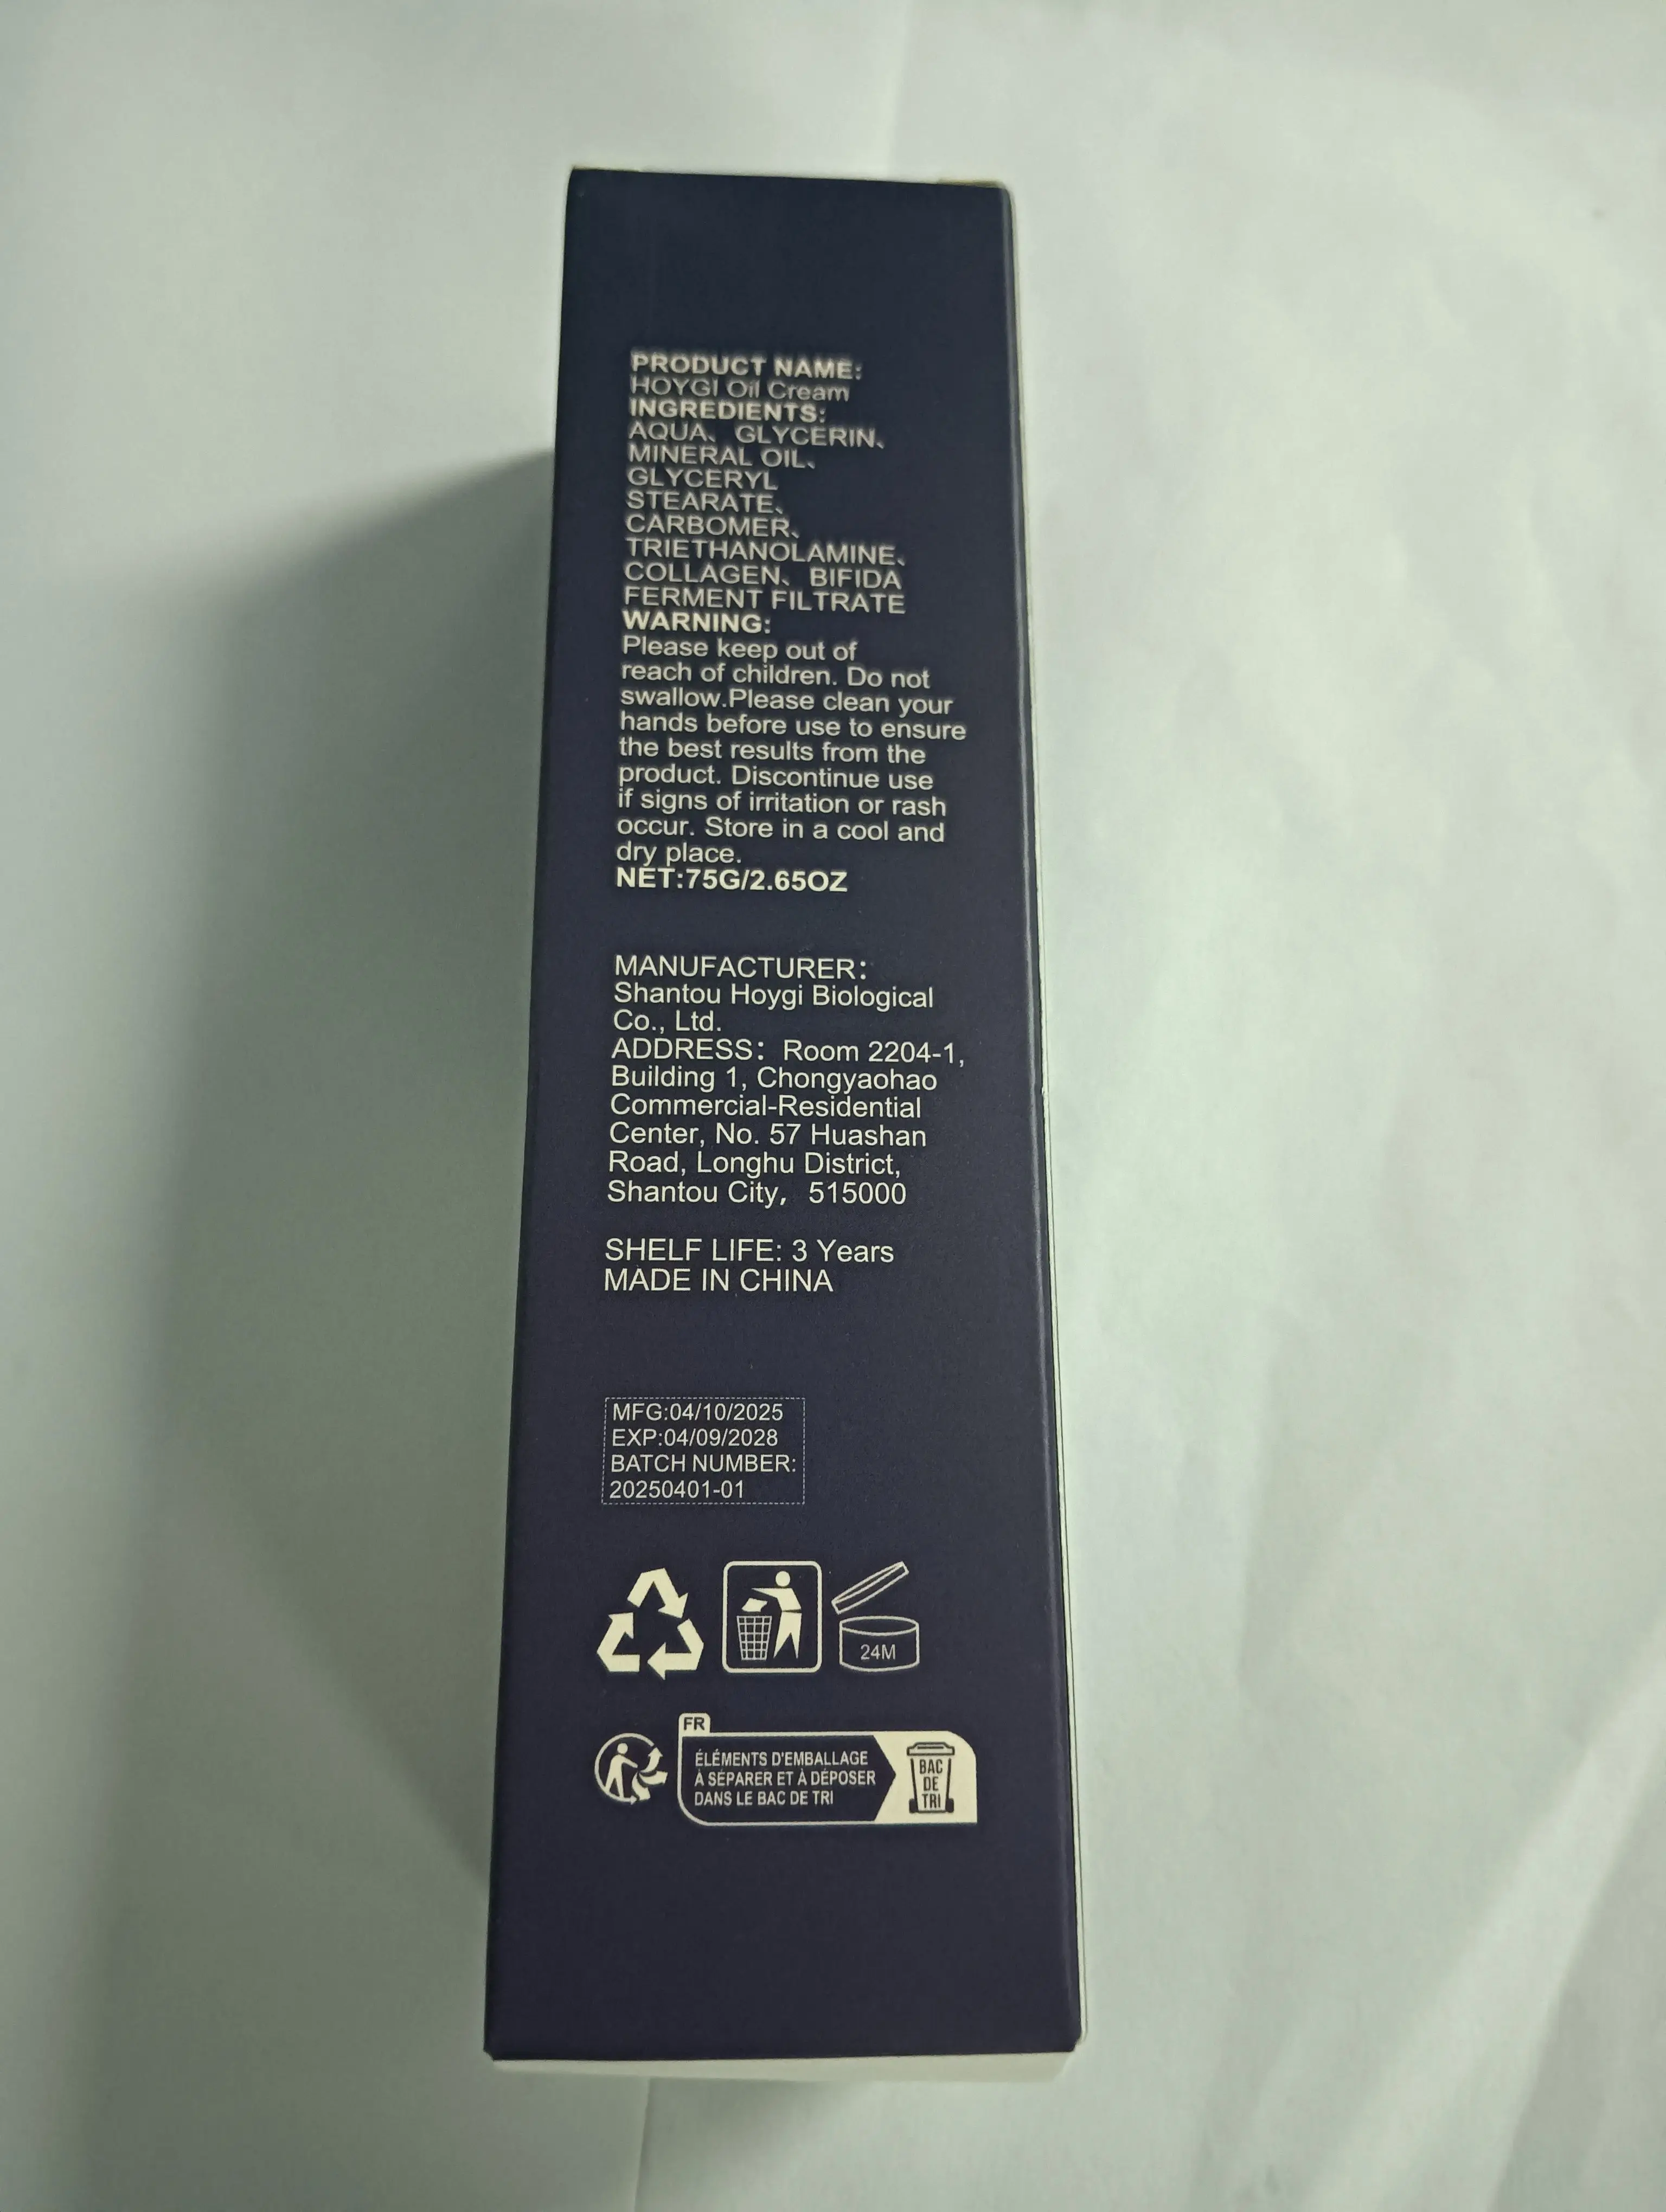 PRODUCT NAME:
HOYGI Oil Cream
INGREDIENTS:
AQUA、 GLYCERIN、
MINERAL OIL、
GLYCERYL
STEARATE、
CARBOMER、
TRIETHANOLAMINE、
COLLAGEN、 BIFIDA
FERMENT FILTRATE
WARNING:
Please keep out of
reach of children. Do not
swallow.Please clean your
hands before use to ensure
the best results from the
product. Discontinue use
if signs of irritation or rash
occur. Store in a cool and
dry place.
NET:75G/2.65OZ
MANUFACTURER:
Shantou Hoygi Biological
Co., Ltd.
ADDRESS: Room 2204-1,
Building 1, Chongyaohao
Commercial-Residential
Center, No. 57 Huashan
Road, Longhu District,
Shantou City, 515000
SHELF LIFE: 3 Years
MADE IN CHINA
MFG:04/10/2025
EXP:04/09/2028
BATCH NUMBER:
20250401-01
24M
FR
ÉLÉMENTS D'EMBALLAGE
À SÉPARER ET À DÉPOSER
DANS LE BAC DE TRI
BAC
DE
TRI